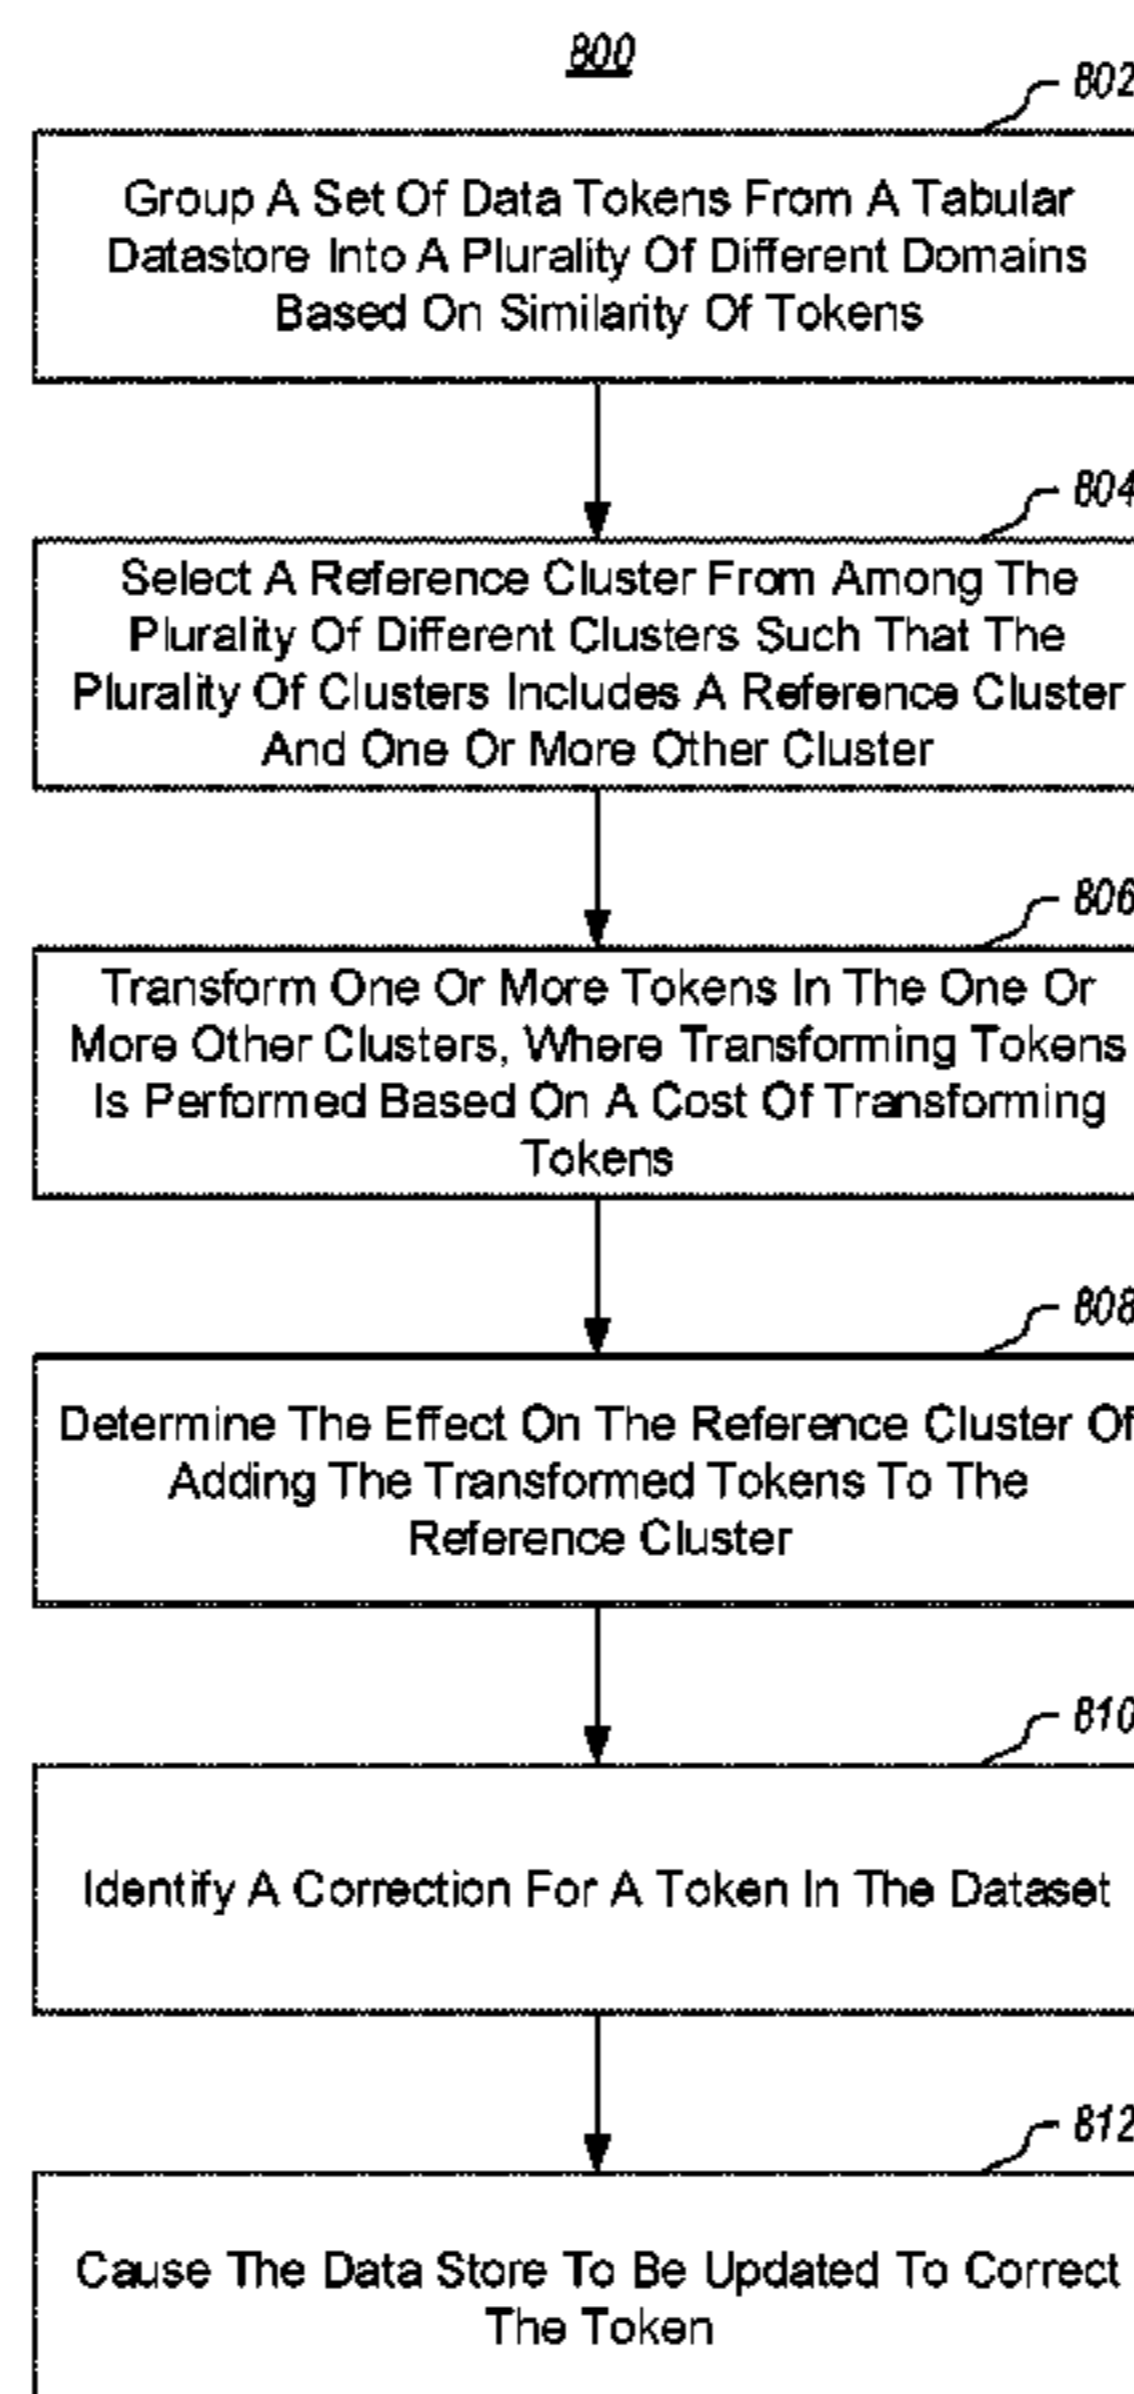 800
802
Group A Set Of Data Tokens From A Tabular
Datastore Into A Plurality Of Different Domains
Based On Similarity Of Tokens
804
Select A Reference Cluster From Among The
Plurality Of Different Clusters Such That The
Plurality Of Clusters Includes A Reference Cluster
And One Or More Other Cluster
806
Transform One Or More Tokens In The One Or
More Other Clusters, Where Transforming Tokens
Is Performed Based On A Cost Of Transforming
Tokens
808
Determine The Effect On The Reference Cluster Of
Adding The Transformed Tokens To The
Reference Cluster
810
Identify A Correction For A Token In The Dataset
812
Cause The Data Store To Be Updated To Correct
The Token